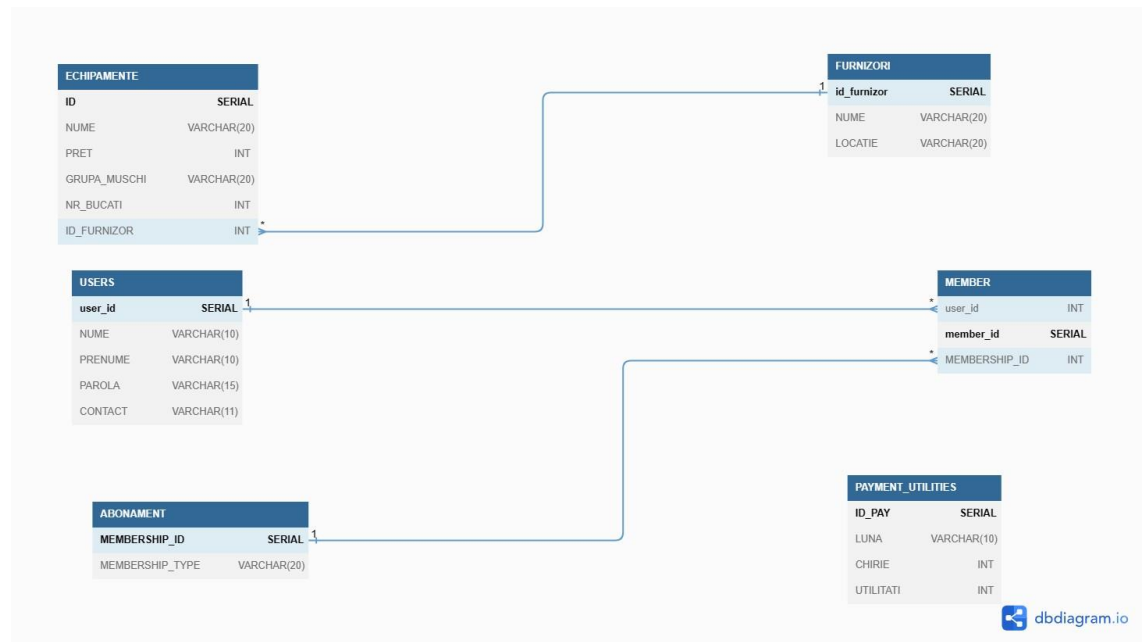 ECHIPAMENTE
ID SERIAL
NUME VARCHAR(20)
PRET INT
GRUPA_MUSCHI VARCHAR(20)
NR_BUCATI INT
ID_FURNIZOR INT
*
1
FURNIZORI
id_furnizor SERIAL
NUME VARCHAR(20)
LOCATIE VARCHAR(20)
USERS
user_id SERIAL
NUME VARCHAR(10)
PRENUME VARCHAR(10)
PAROLA VARCHAR(15)
CONTACT VARCHAR(11)
1
*
MEMBER
user_id INT
member_id SERIAL
*
MEMBERSHIP_ID INT
ABONAMENT
MEMBERSHIP_ID SERIAL
1
MEMBERSHIP_TYPE VARCHAR(20)
PAYMENT_UTILITIES
ID_PAY SERIAL
LUNA VARCHAR(10)
CHIRIE INT
UTILITATI INT
dbdiagram.io